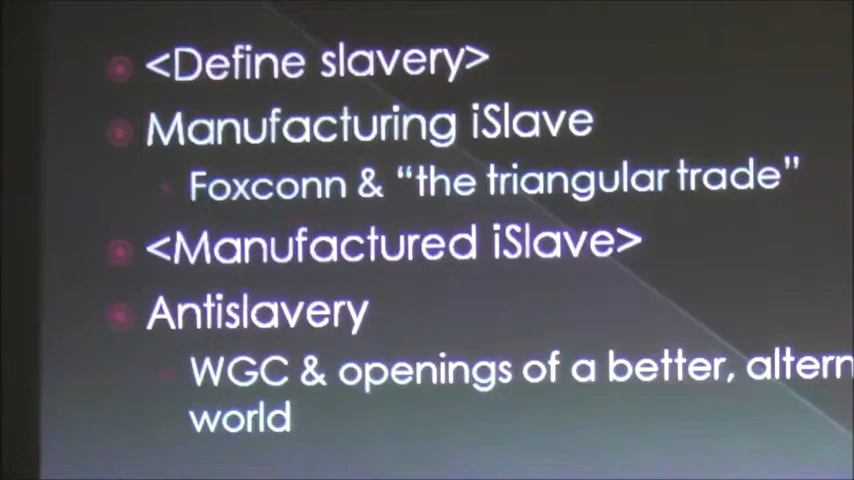 <Define slavery>
Manufacturing iSlave
Foxconn & “the triangular trade”
<Manufactured iSlave>
Antislavery
WGC & openings of a better, altern
world